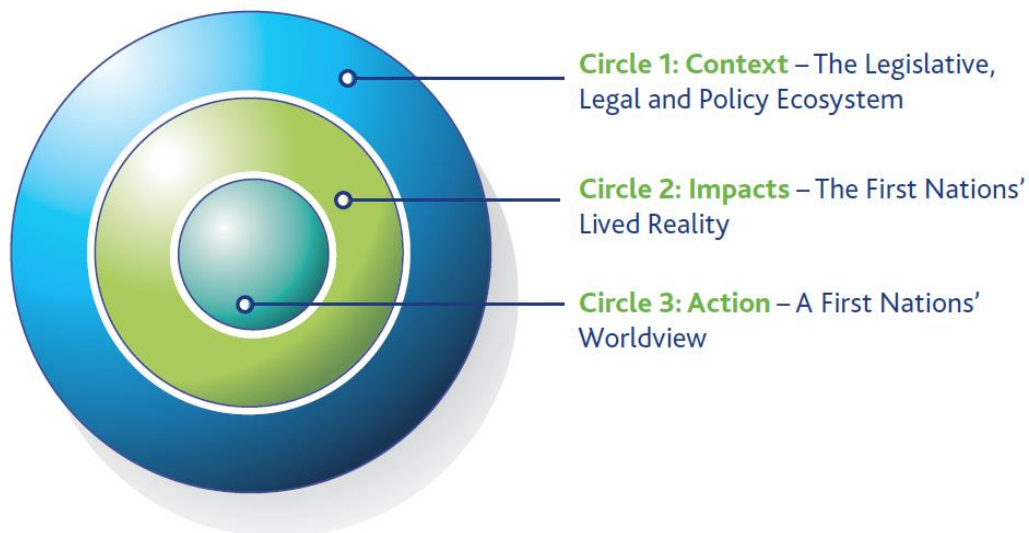 Circle 1: Context – The Legislative,
Legal and Policy Ecosystem
Circle 2: Impacts – The First Nations’
Lived Reality
Circle 3: Action – A First Nations’
Worldview